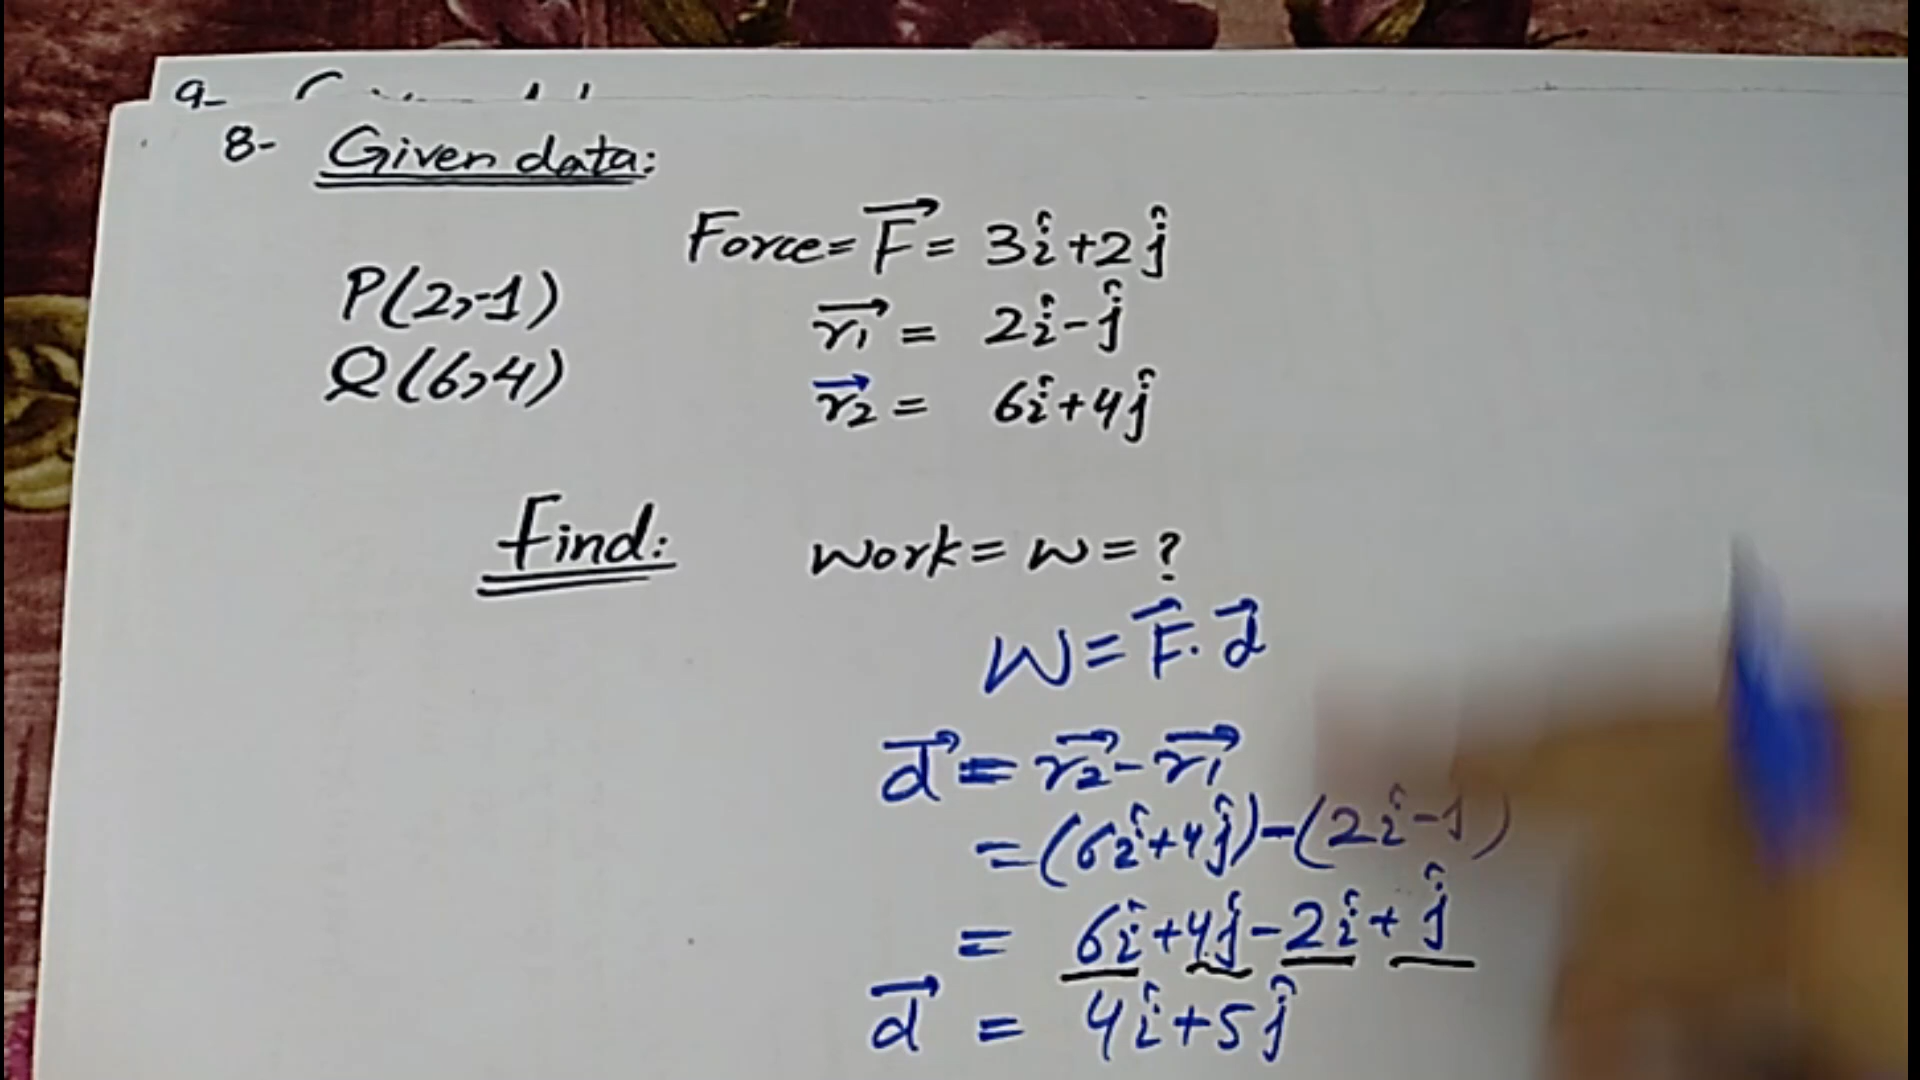 9-
8- Given data:
Force = F⃗ = 3î+2ĵ
P(2,-1)
r⃗1 = 2î-ĵ
Q(6,4)
r⃗2 = 6î+4ĵ
Find:
Work = W = ?
W = F⃗. d⃗
d⃗ = r⃗2 - r⃗1
= (6î+4ĵ)-(2î-ĵ)
= 6î+4ĵ-2î+ĵ
d⃗ = 4î+5ĵ